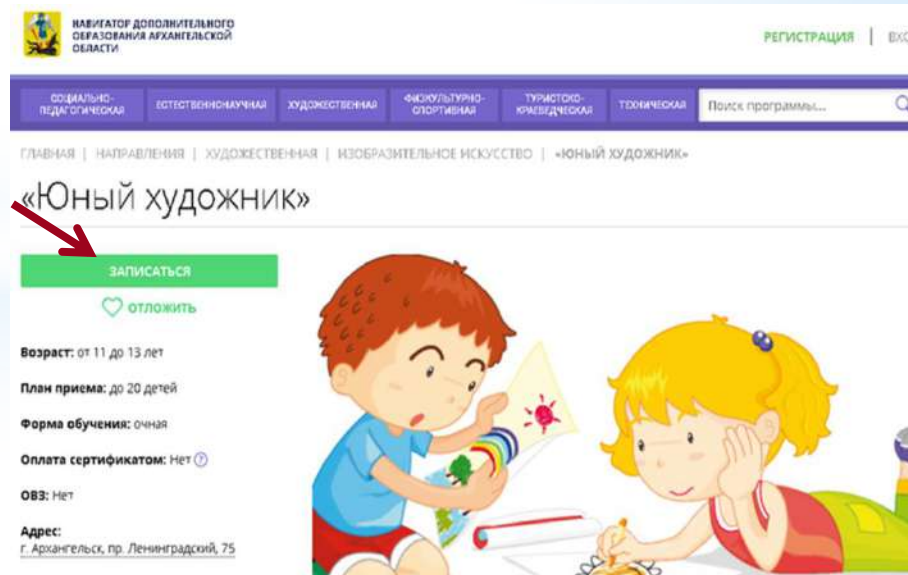 НАВИГАТОР ДОПОЛНИТЕЛЬНОГО
ОБРАЗОВАНИЯ АРХАНГЕЛЬСКОЙ
ОБЛАСТИ
РЕГИСТРАЦИЯ | ВХО
СОЦИАЛЬНО-
ПЕДАГОГИЧЕСКАЯ
ЕСТЕСТВЕННОНАУЧНАЯ
ХУДОЖЕСТВЕННАЯ
ФИЗКУЛЬТУРНО-
СПОРТИВНАЯ
ТУРИСТСКО-
КРАЕВЕДЧЕСКАЯ
ТЕХНИЧЕСКАЯ
Поиск программы...
ГЛАВНАЯ | НАПРАВЛЕНИЯ | ХУДОЖЕСТВЕННАЯ | ИЗОБРАЗИТЕЛЬНОЕ ИСКУССТВО | «ЮНЫЙ ХУДОЖНИК»
«Юный художник»
ЗАПИСАТЬСЯ
ОТЛОЖИТЬ
Возраст: от 11 до 13 лет
План приема: до 20 детей
Форма обучения: очная
Оплата сертификатом: Нет ?
ОВЗ: Нет
Адрес:
г. Архангельск, пр. Ленинградский, 75